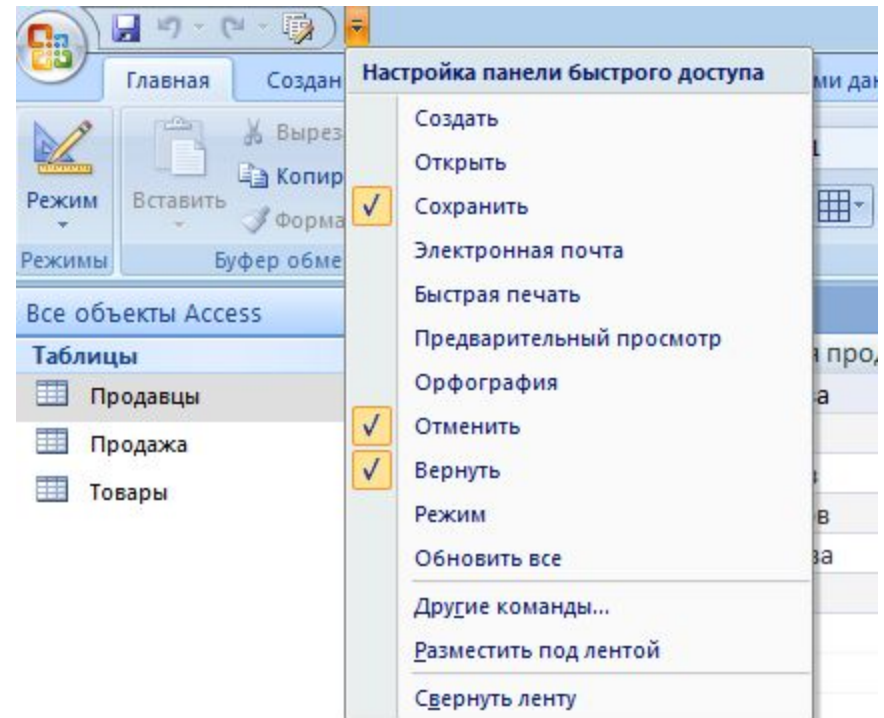 Главная
Создан
ми дан
Настройка панели быстрого доступа
Режим
Вставить
Вырез
Копир
Форма
Режимы
Буфер обме
Создать
Открыть
Сохранить
Электронная почта
Быстрая печать
Предварительный просмотр
Орфография
Отменить
Вернуть
Режим
Обновить все
Другие команды...
Разместить под лентой
Свернуть ленту
Все объекты Access
Таблицы
Продавцы
Продажа
Товары
я прод
ва
в
ов
ва